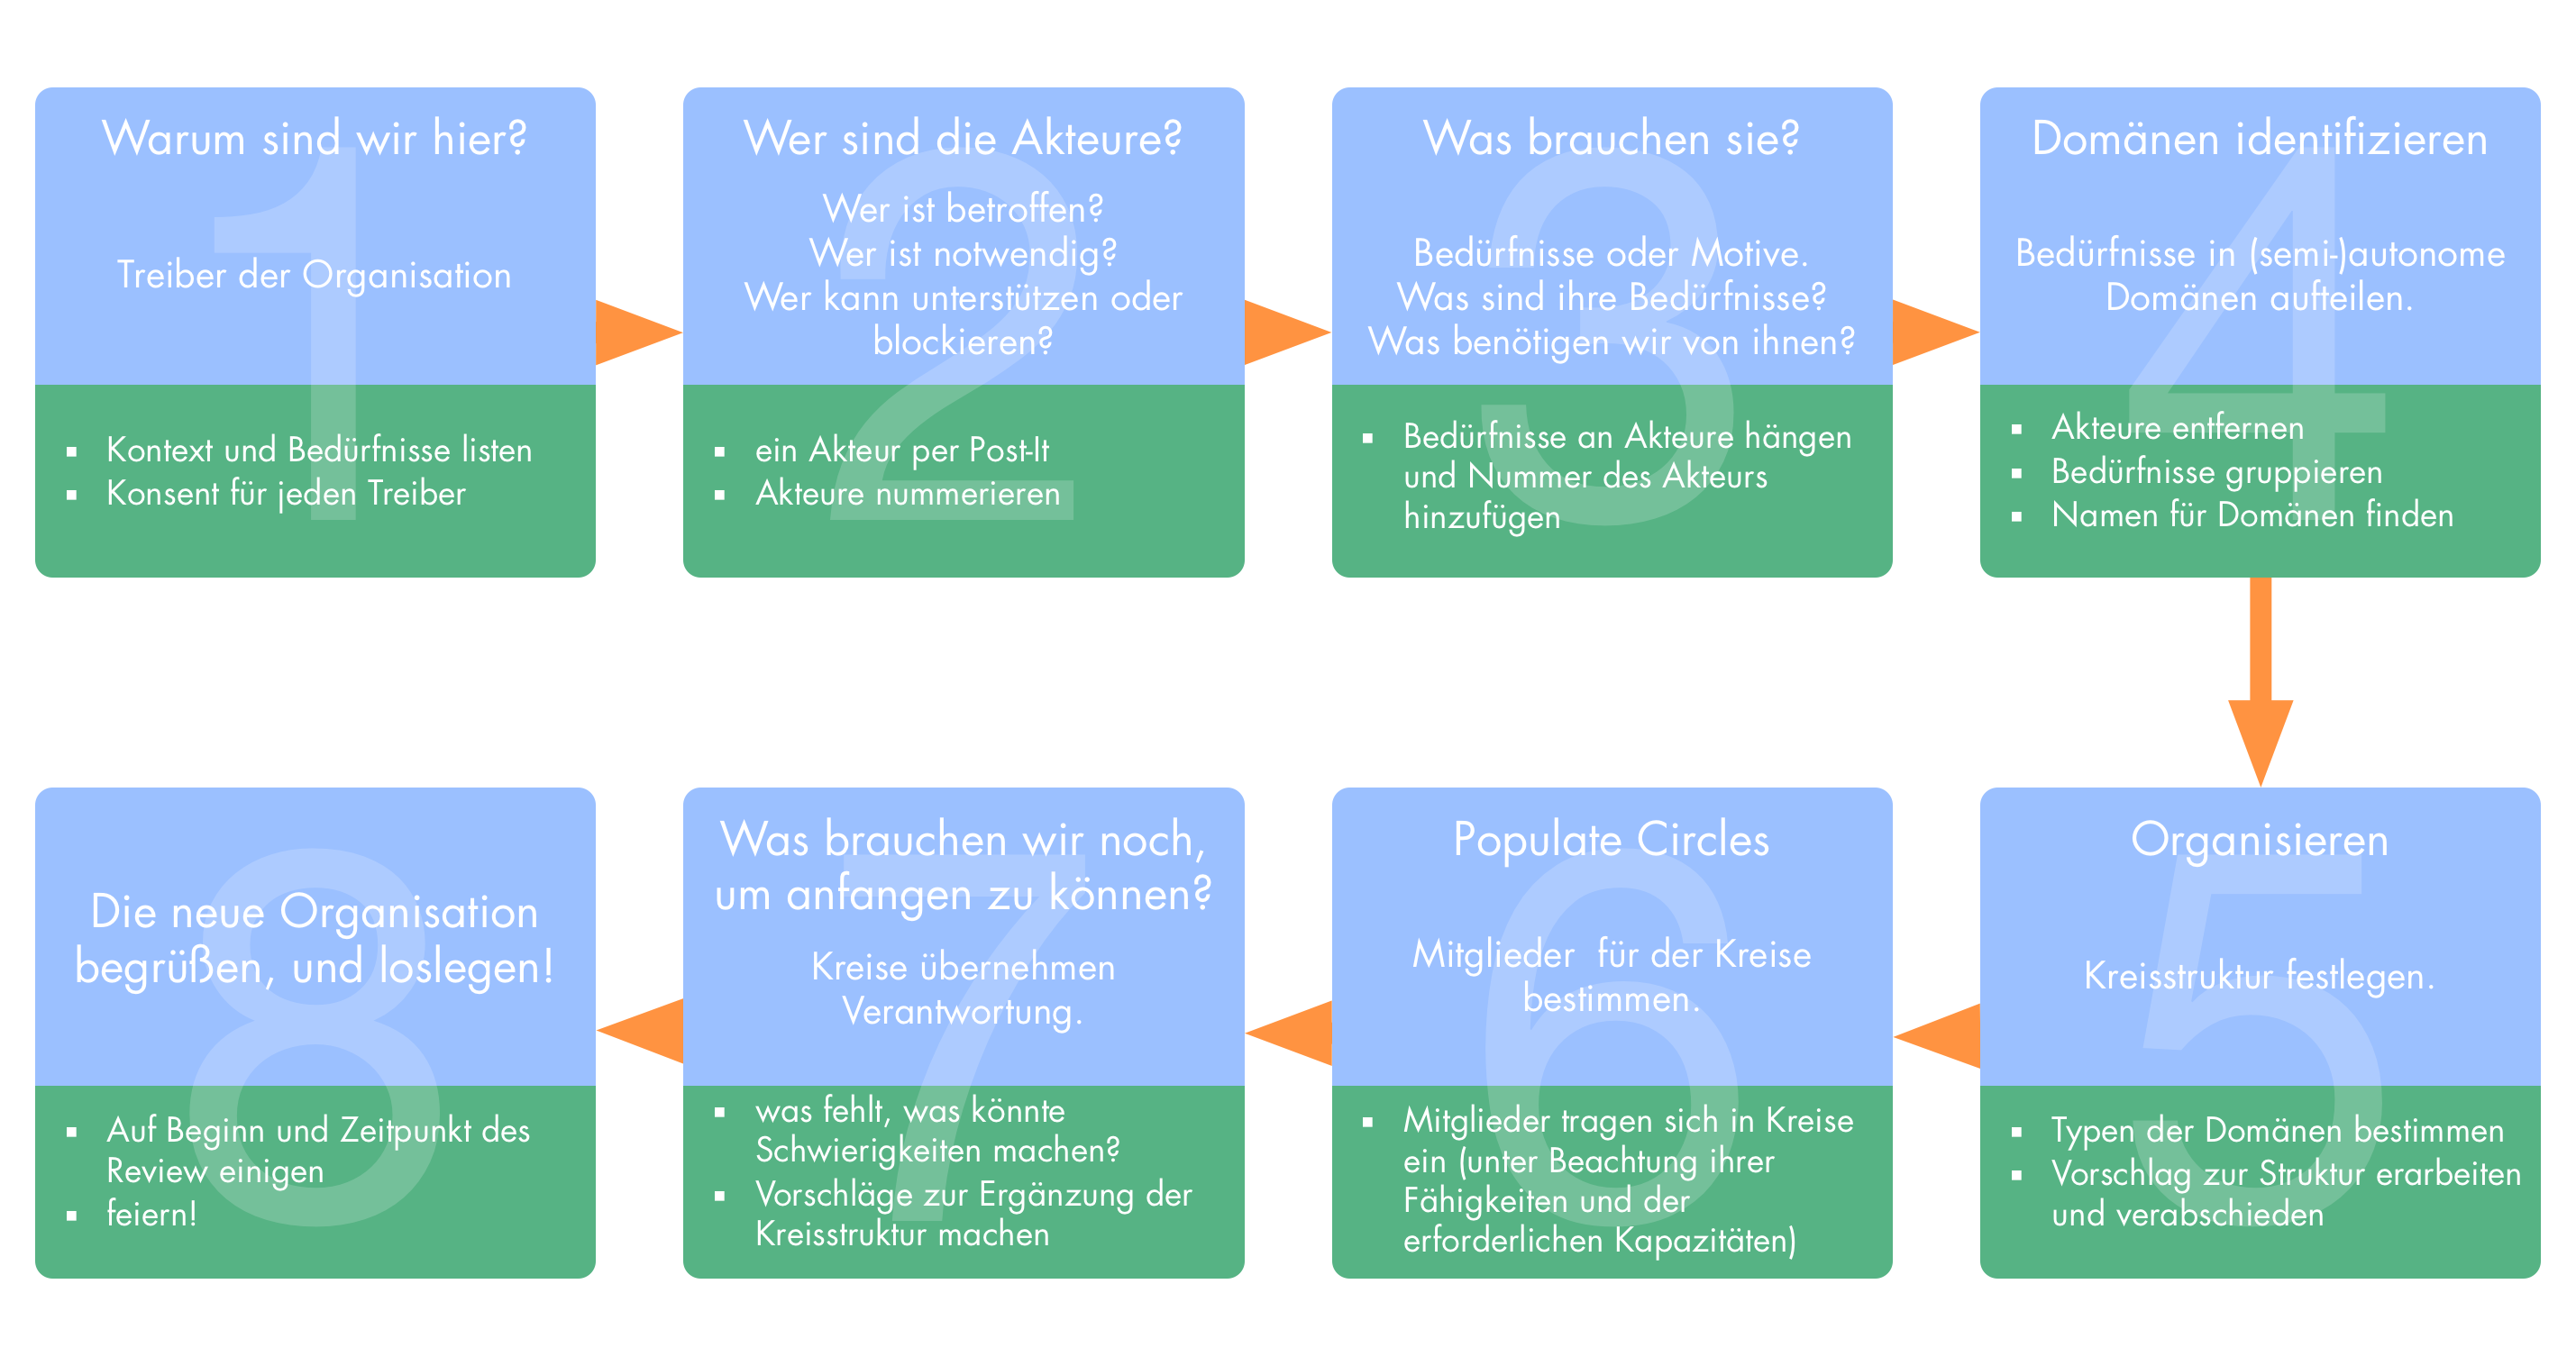 Warum sind wir hier?
Treiber der Organisation
1
▪ Kontext und Bedürfnisse listen
▪ Konsent für jeden Treiber
Wer sind die Akteure?
Wer ist betroffen?
Wer ist notwendig?
Wer kann unterstützen oder
blockieren?
2
▪ ein Akteur per Post-It
▪ Akteure nummerieren
Was brauchen sie?
Bedürfnisse oder Motive.
Was sind ihre Bedürfnisse?
Was benötigen wir von ihnen?
3
▪ Bedürfnisse an Akteure hängen
und Nummer des Akteurs
hinzufügen
Domänen identifizieren
Bedürfnisse in (semi-)autonome
Domänen aufteilen.
4
▪ Akteure entfernen
▪ Bedürfnisse gruppieren
▪ Namen für Domänen finden
Organisieren
Kreisstruktur festlegen.
5
▪ Typen der Domänen bestimmen
▪ Vorschlag zur Struktur erarbeiten
und verabschieden
Populate Circles
Mitglieder  für der Kreise
bestimmen.
6
▪ Mitglieder tragen sich in Kreise
ein (unter Beachtung ihrer
Fähigkeiten und der
erforderlichen Kapazitäten)
Was brauchen wir noch,
um anfangen zu können?
Kreise übernehmen
Verantwortung.
7
▪ was fehlt, was könnte
Schwierigkeiten machen?
▪ Vorschläge zur Ergänzung der
Kreisstruktur machen
Die neue Organisation
begrüßen, und loslegen!
8
▪ Auf Beginn und Zeitpunkt des
Review einigen
▪ feiern!